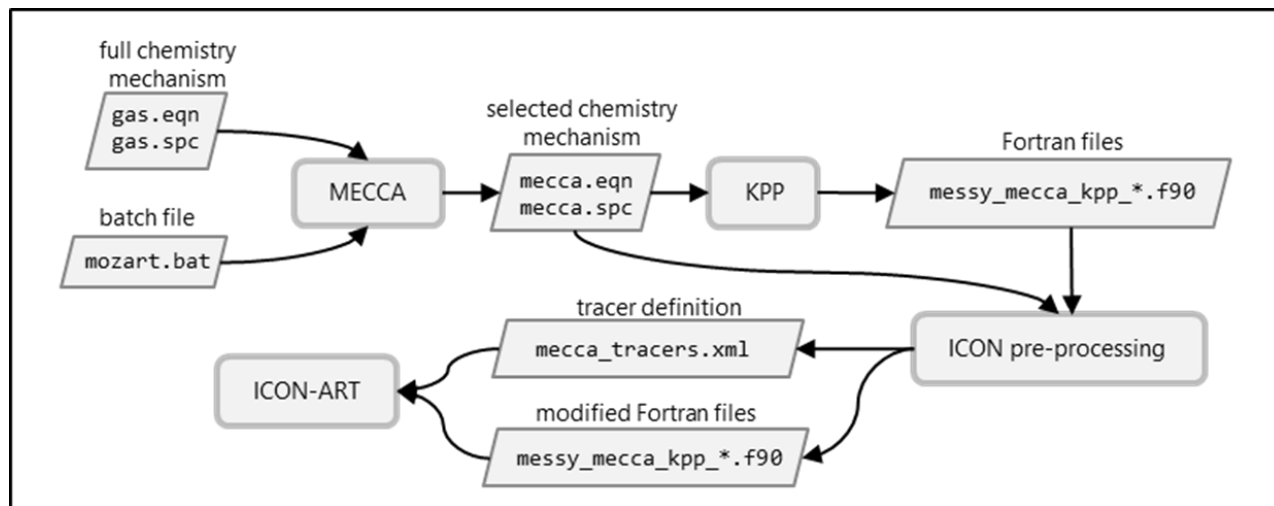 full chemistry
mechanism
gas.eqn
gas.spc
batch file
mozart.bat
MECCA
selected chemistry
mechanism
mecca.eqn
mecca.spc
KPP
Fortran files
messy_mecca_kpp_*.f90
ICON pre-processing
tracer definition
mecca_tracers.xml
modified Fortran files
messy_mecca_kpp_*.f90
ICON-ART